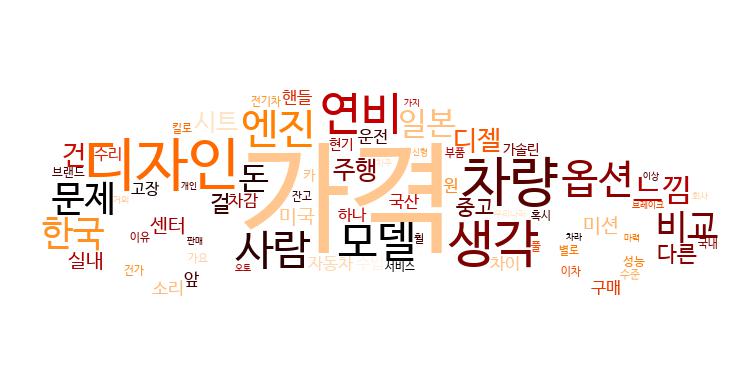 전기차
핸들
가지
킬로
시트
엔진
연비
일본
디젤
운전
현기
가솔린
신형
부품
건
수리
디자인
가격
주행
차량
옵션
느낌
이상
브랜드
고장
개인
돈
카
원
문제
걸
차감
잔고
국산
중고
브레이크
회사
거의
미국
하나
혹시
미션
비교
한국
센터
사람
모델
휠
생각
차라
마력
국내
이유
판매
풀
다른
실내
가요
자동차
서비스
차이
별로
성능
건가
앞
오토
이차
수준
소리
구매